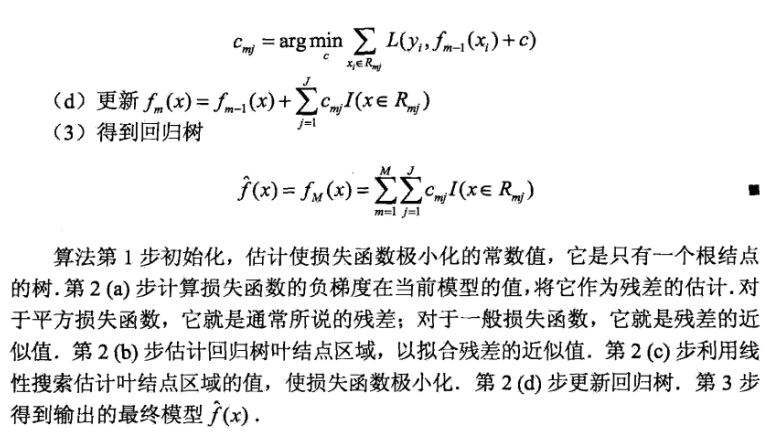 c_{mj} = arg min_c ∑_{x_i∈R_{mj}} L(y_i, f_{m-1}(x_i) + c)
（d）更新 f_m(x) = f_{m-1}(x) + ∑_{j=1}^{J} c_{mj} I(x∈R_{mj})
（3）得到回归树
f̂(x) = f_M(x) = ∑_{m=1}^{M} ∑_{j=1}^{J} c_{mj} I(x∈R_{mj}) ■
算法第 1 步初始化，估计使损失函数极小化的常数值，它是只有一个根结点
的树. 第 2 (a) 步计算损失函数的负梯度在当前模型的值，将它作为残差的估计. 对
于平方损失函数，它就是通常所说的残差；对于一般损失函数，它就是残差的近
似值. 第 2 (b) 步估计回归树叶结点区域，以拟合残差的近似值. 第 2 (c) 步利用线
性搜索估计叶结点区域的值，使损失函数极小化. 第 2 (d) 步更新回归树. 第 3 步
得到输出的最终模型 f̂(x).